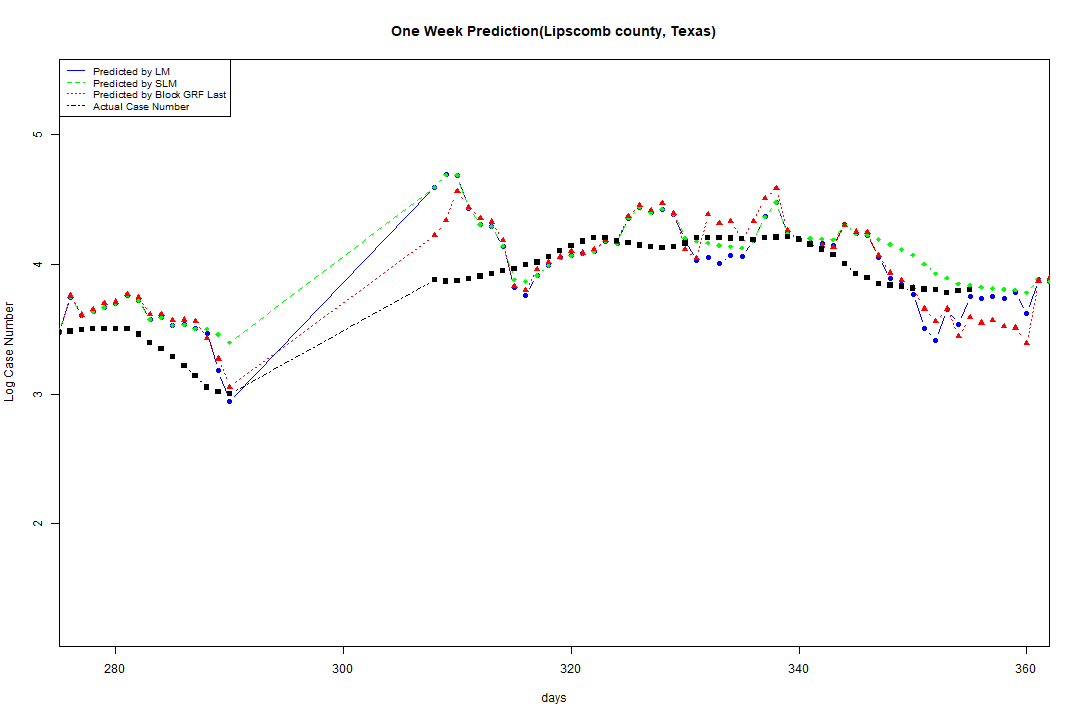 One Week Prediction(Lipscomb county, Texas)
Predicted by LM
Predicted by SLM
Predicted by Block GRF Last
Actual Case Number
5
4
3
2
Log Case Number
280 300 320 340 360
days